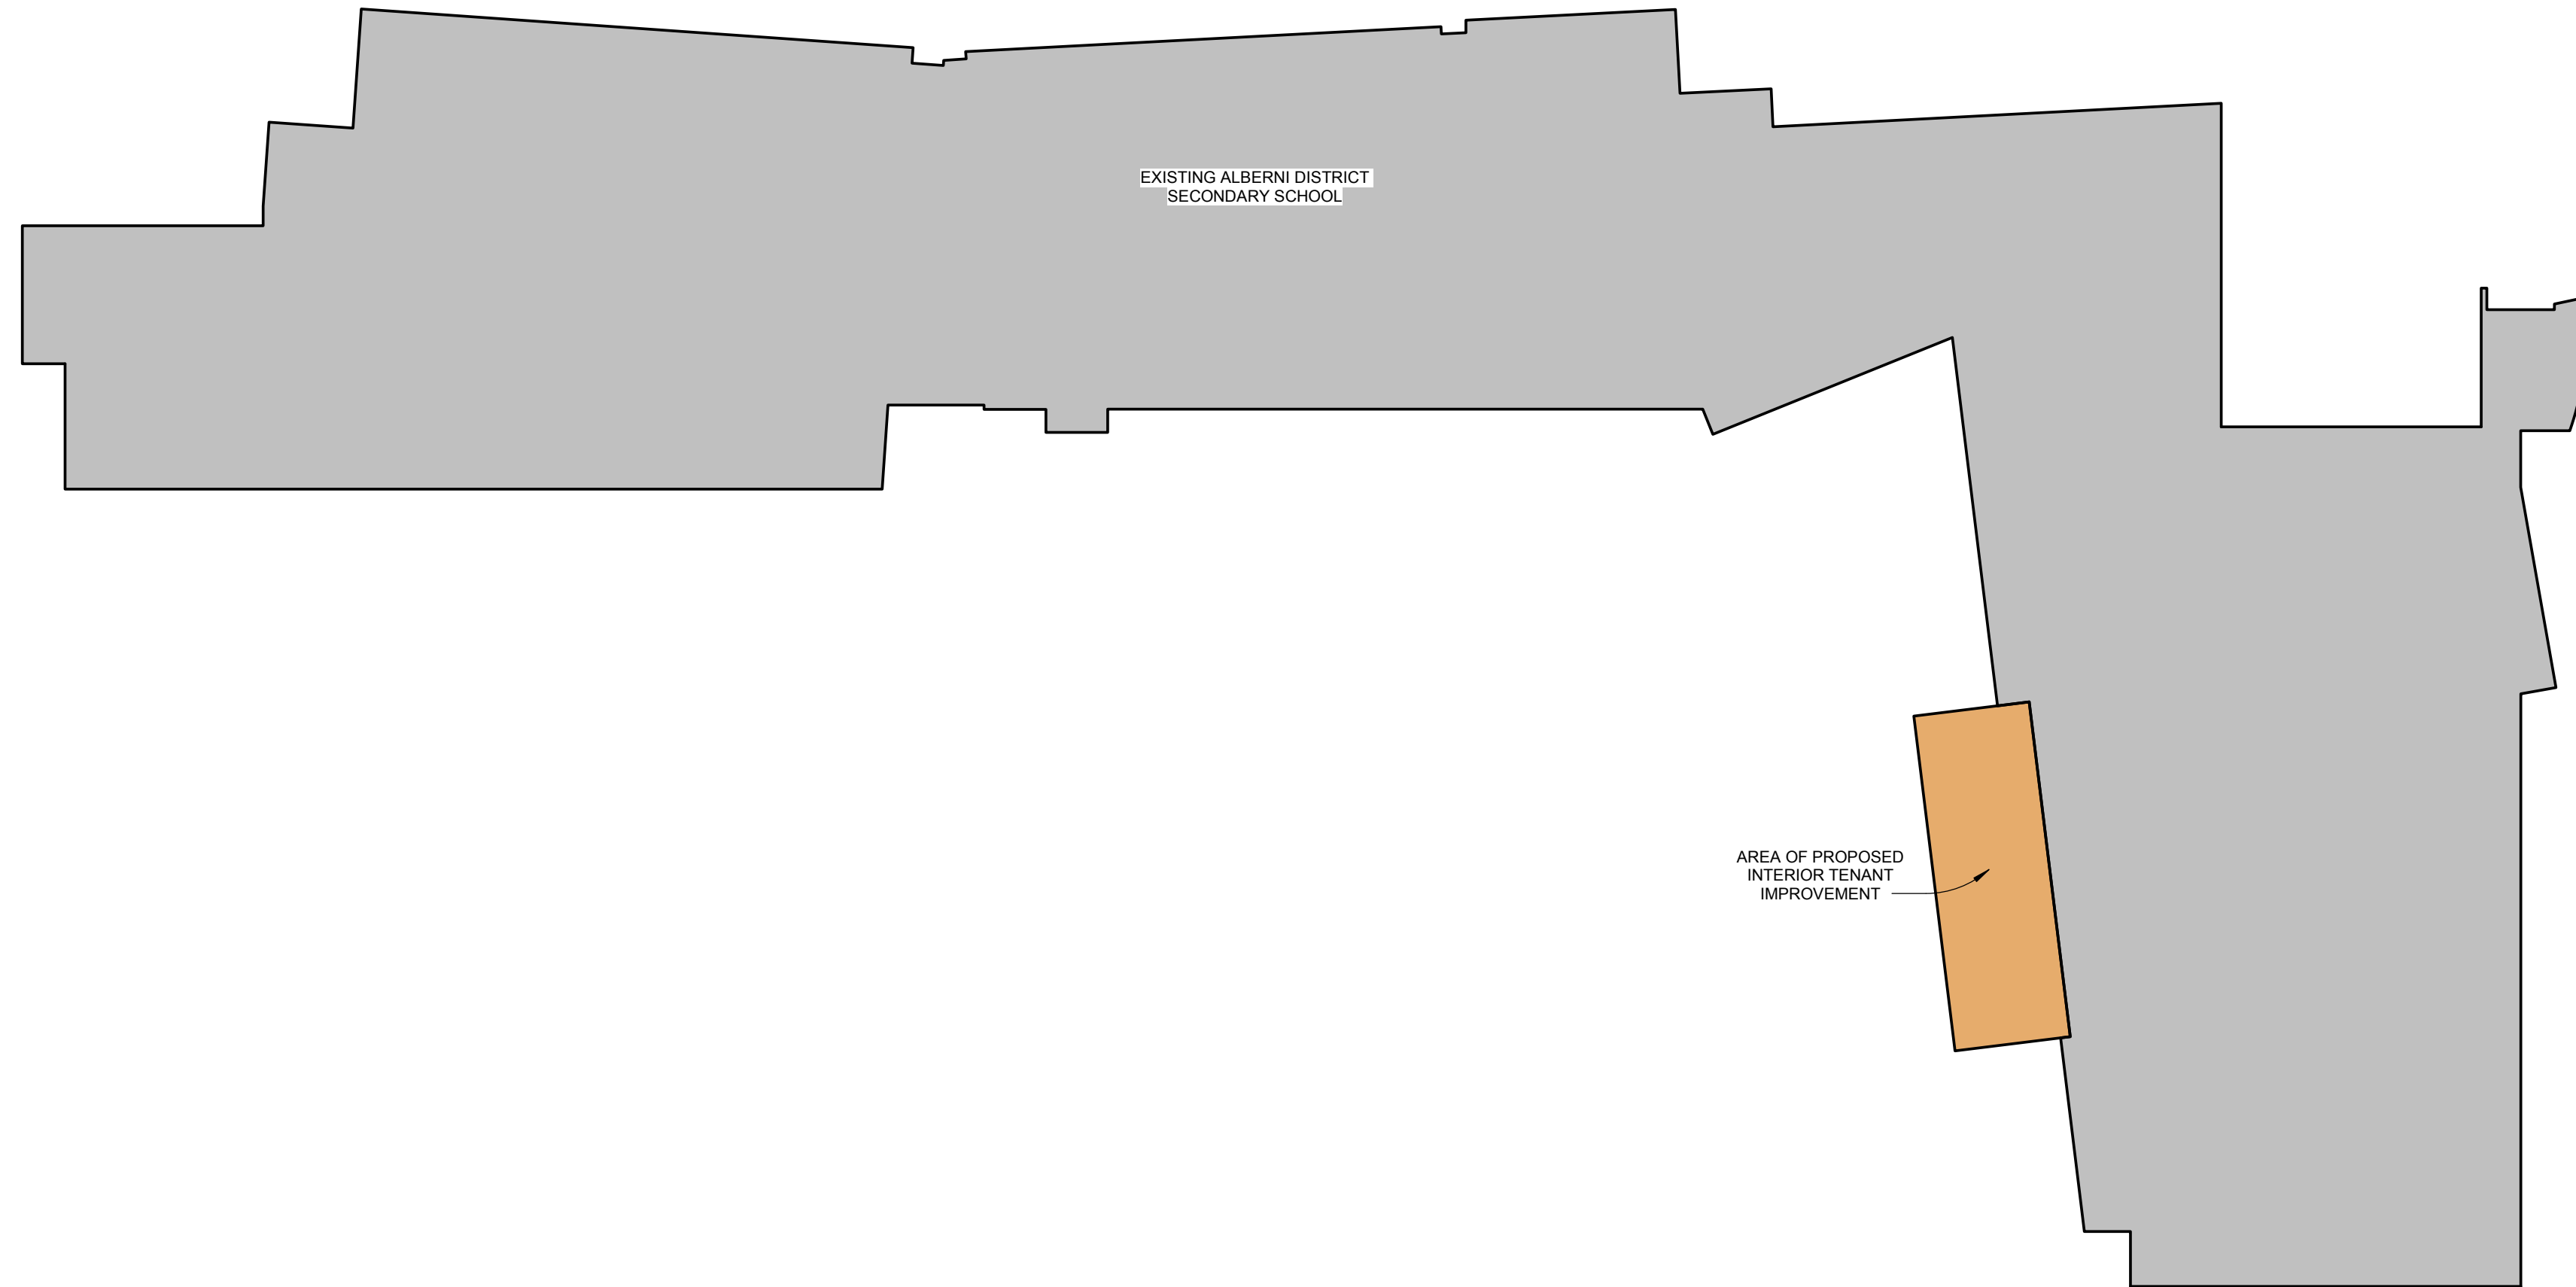 EXISTING ALBERNI DISTRICT
SECONDARY SCHOOL
AREA OF PROPOSED
INTERIOR TENANT
IMPROVEMENT